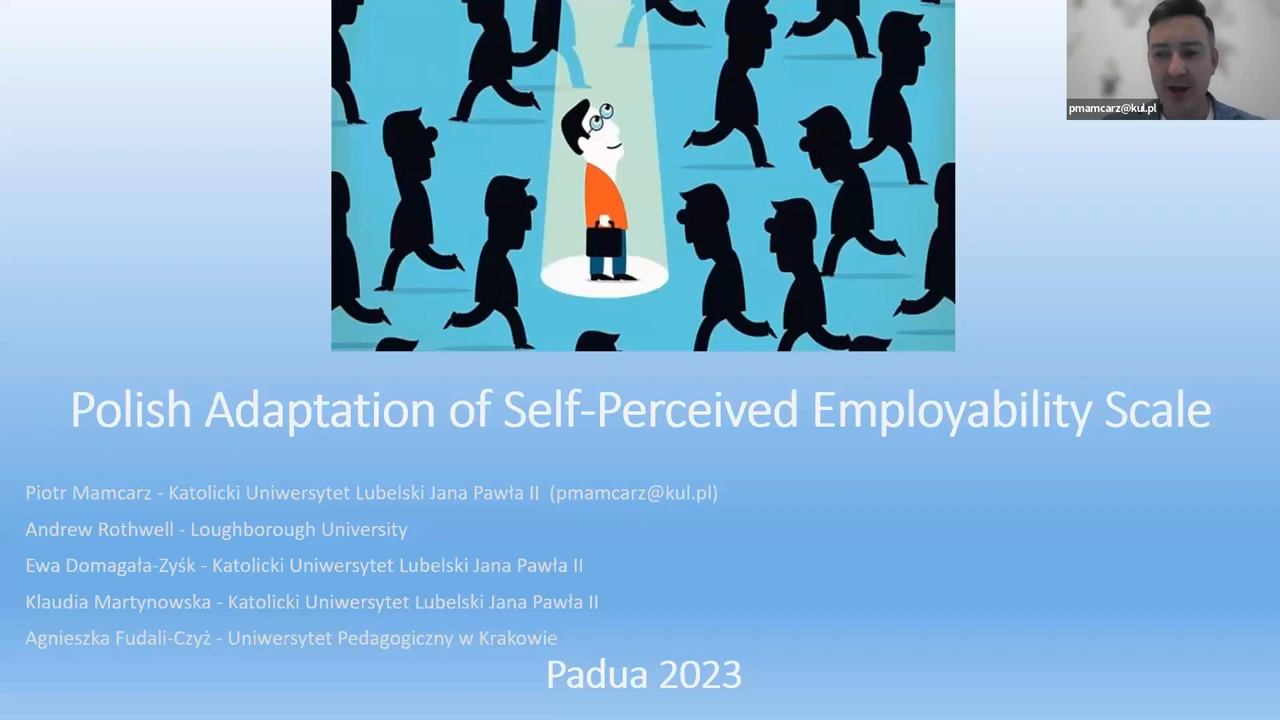 pmamcarz@kul.pl
Polish Adaptation of Self-Perceived Employability Scale
Piotr Mamcarz - Katolicki Uniwersytet Lubelski Jana Pawła II (pmamcarz@kul.pl)
Andrew Rothwell - Loughborough University
Ewa Domagała-Zyśk - Katolicki Uniwersytet Lubelski Jana Pawła II
Klaudia Martynowska - Katolicki Uniwersytet Lubelski Jana Pawła II
Agnieszka Fudali-Czyż - Uniwersytet Pedagogiczny w Krakowie
Padua 2023